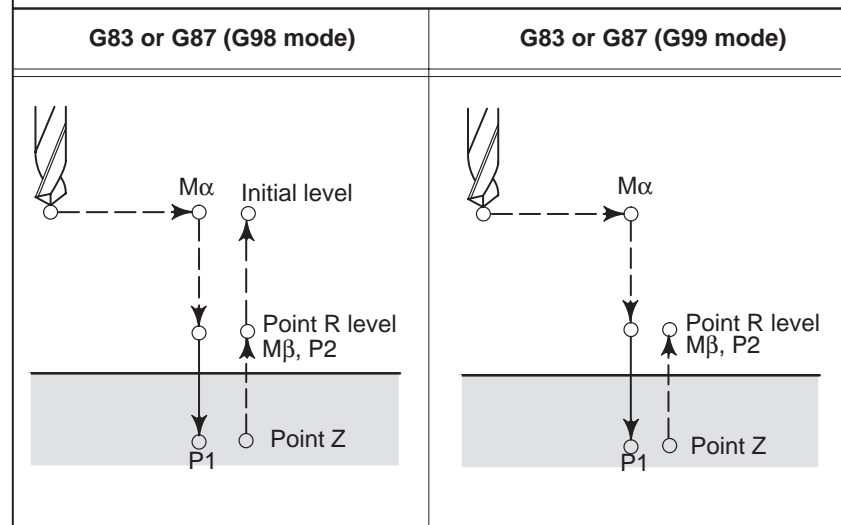 G83 or G87 (G98 mode)
G83 or G87 (G99 mode)
Mα
Initial level
Point R level
Mβ, P2
Point Z
P1
Mα
Point R level
Mβ, P2
Point Z
P1